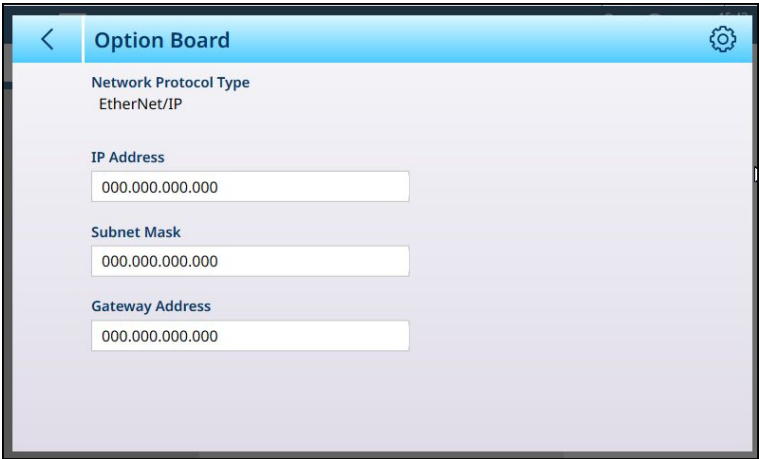 Option Board
Network Protocol Type
EtherNet/IP
IP Address
000.000.000.000
Subnet Mask
000.000.000.000
Gateway Address
000.000.000.000